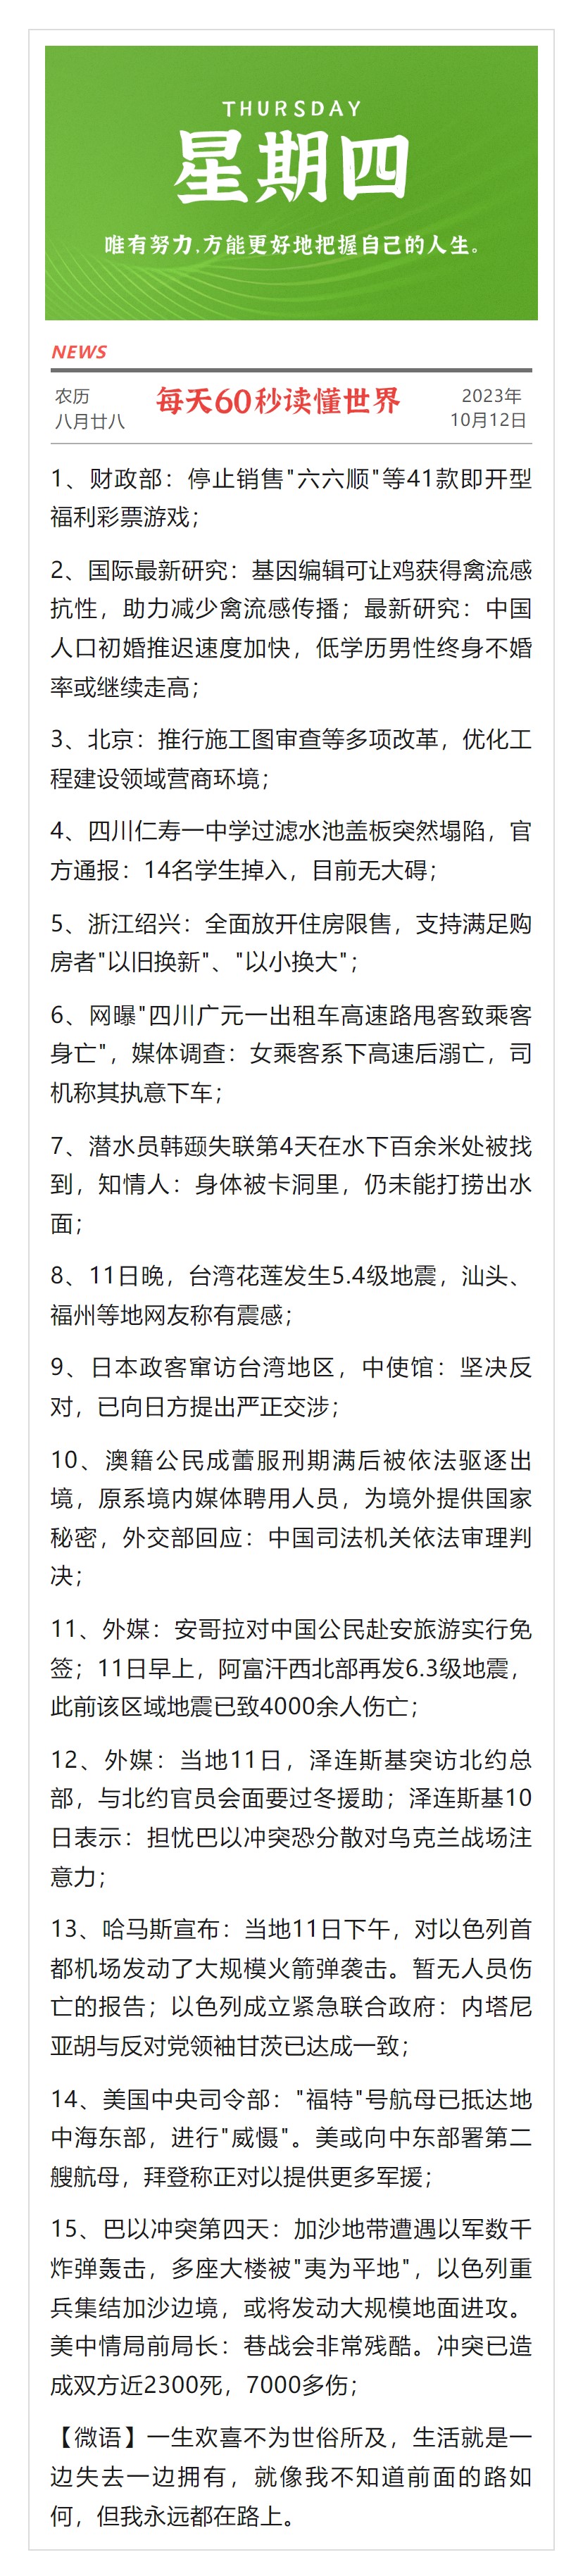 THURSDAY
星期四
唯有努力,方能更好地把握自己的人生。
NEWS
农历
八月廿八
每天60秒读懂世界
2023年
10月12日
1、财政部：停止销售"六六顺"等41款即开型
福利彩票游戏；
2、国际最新研究：基因编辑可让鸡获得禽流感
抗性，助力减少禽流感传播；最新研究：中国
人口初婚推迟速度加快，低学历男性终身不婚
率或继续走高；
3、北京：推行施工图审查等多项改革，优化工
程建设领域营商环境；
4、四川仁寿一中学过滤水池盖板突然塌陷，官
方通报：14名学生掉入，目前无大碍；
5、浙江绍兴：全面放开住房限售，支持满足购
房者"以旧换新"、"以小换大"；
6、网曝"四川广元一出租车高速路甩客致乘客
身亡"，媒体调查：女乘客系下高速后溺亡，司
机称其执意下车；
7、潜水员韩颋失联第4天在水下百余米处被找
到，知情人：身体被卡洞里，仍未能打捞出水
面；
8、11日晚，台湾花莲发生5.4级地震，汕头、
福州等地网友称有震感；
9、日本政客窜访台湾地区，中使馆：坚决反
对，已向日方提出严正交涉；
10、澳籍公民成蕾服刑期满后被依法驱逐出
境，原系境内媒体聘用人员，为境外提供国家
秘密，外交部回应：中国司法机关依法审理判
决；
11、外媒：安哥拉对中国公民赴安旅游实行免
签；11日早上，阿富汗西北部再发6.3级地震，
此前该区域地震已致4000余人伤亡；
12、外媒：当地11日，泽连斯基突访北约总
部，与北约官员会面要过冬援助；泽连斯基10
日表示：担忧巴以冲突恐分散对乌克兰战场注
意力；
13、哈马斯宣布：当地11日下午，对以色列首
都机场发动了大规模火箭弹袭击。暂无人员伤
亡的报告；以色列成立紧急联合政府：内塔尼
亚胡与反对党领袖甘茨已达成一致；
14、美国中央司令部："福特"号航母已抵达地
中海东部，进行"威慑"。美或向中东部署第二
艘航母，拜登称正对以提供更多军援；
15、巴以冲突第四天：加沙地带遭遇以军数千
炸弹轰击，多座大楼被"夷为平地"，以色列重
兵集结加沙边境，或将发动大规模地面进攻。
美中情局前局长：巷战会非常残酷。冲突已造
成双方近2300死，7000多伤；
【微语】一生欢喜不为世俗所及，生活就是一
边失去一边拥有，就像我不知道前面的路如
何，但我永远都在路上。